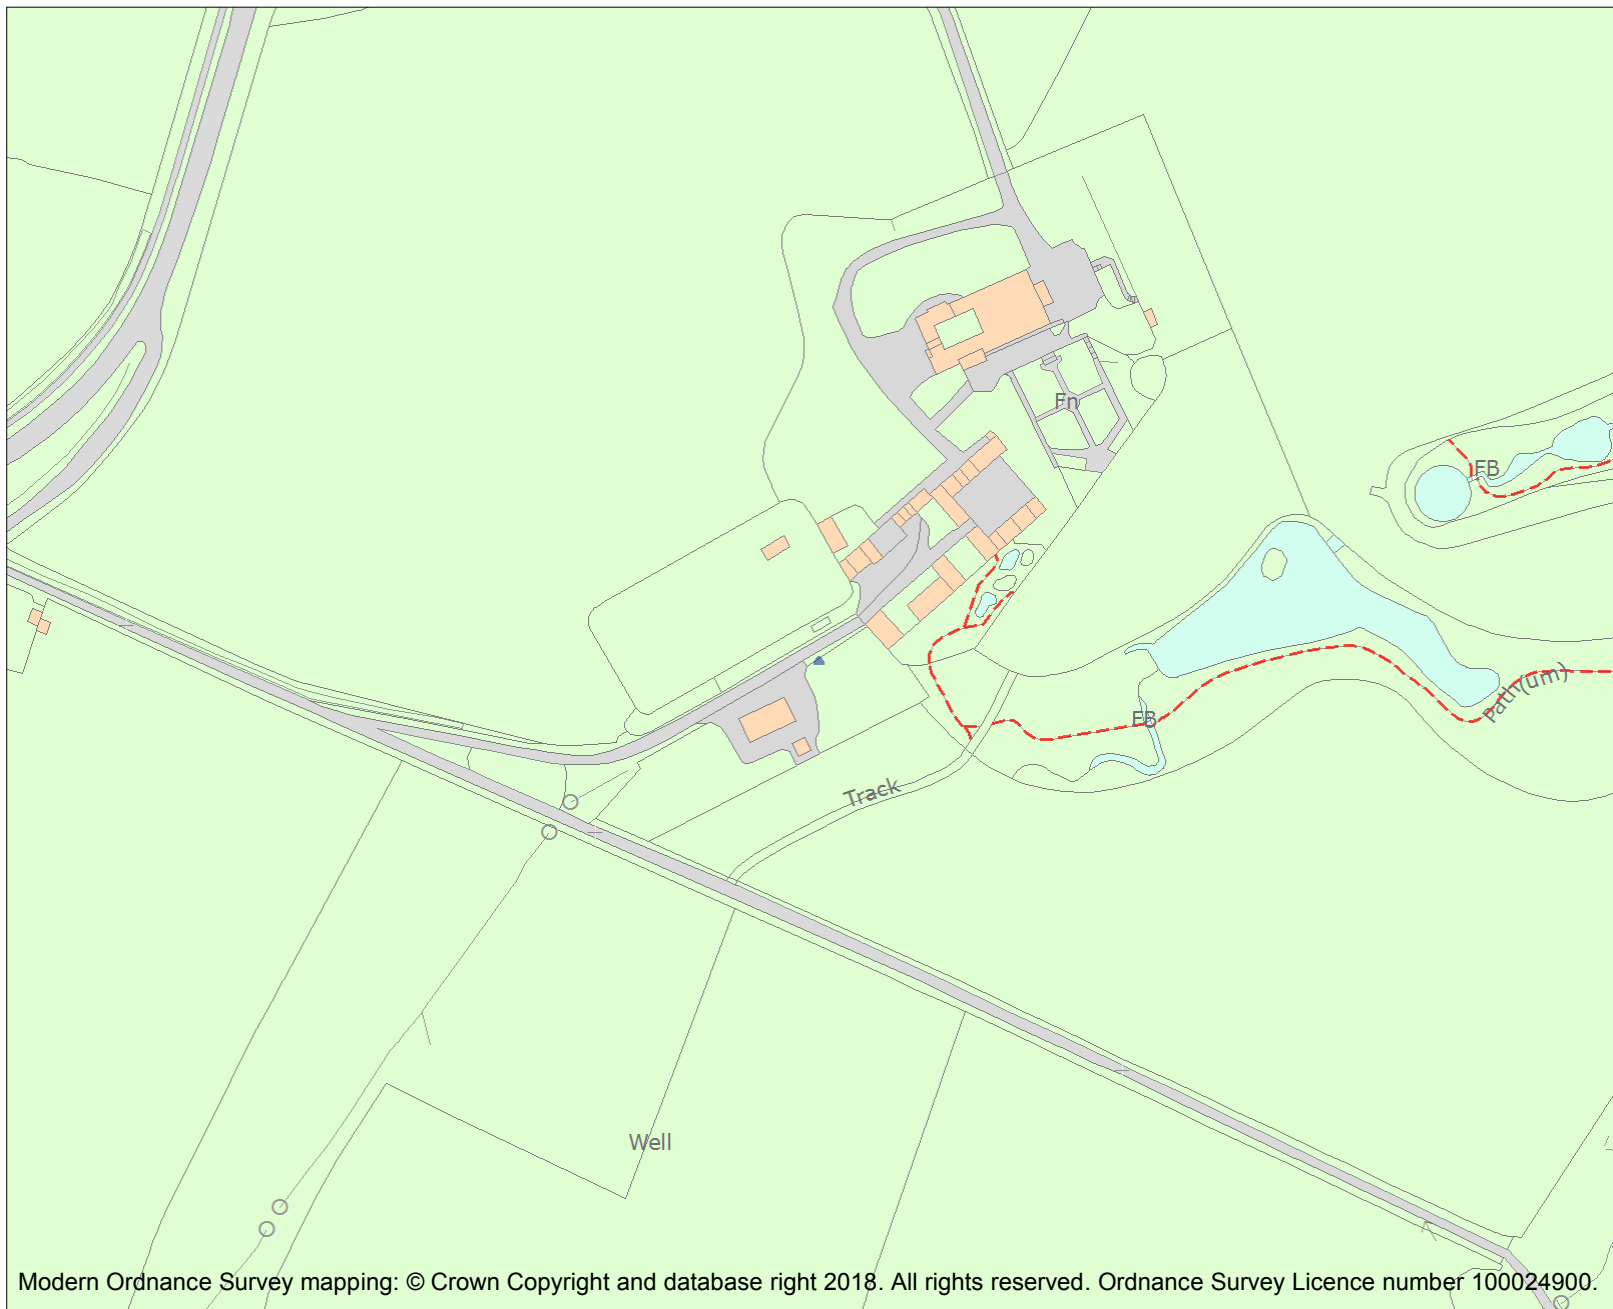 Fn
FB
Path(um)
FB
Track
Well
Modern Ordnance Survey mapping: © Crown Copyright and database right 2018. All rights reserved. Ordnance Survey Licence number 100024900.